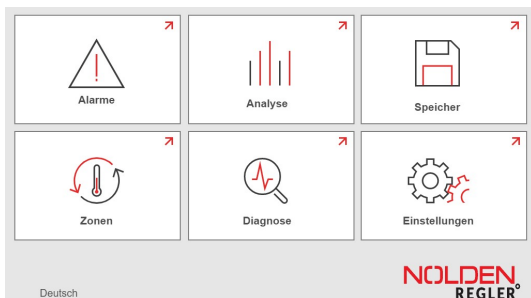 Alarme
Analyse
Speicher
Zonen
Diagnose
Einstellungen
Deutsch
NOLDEN
REGLER°